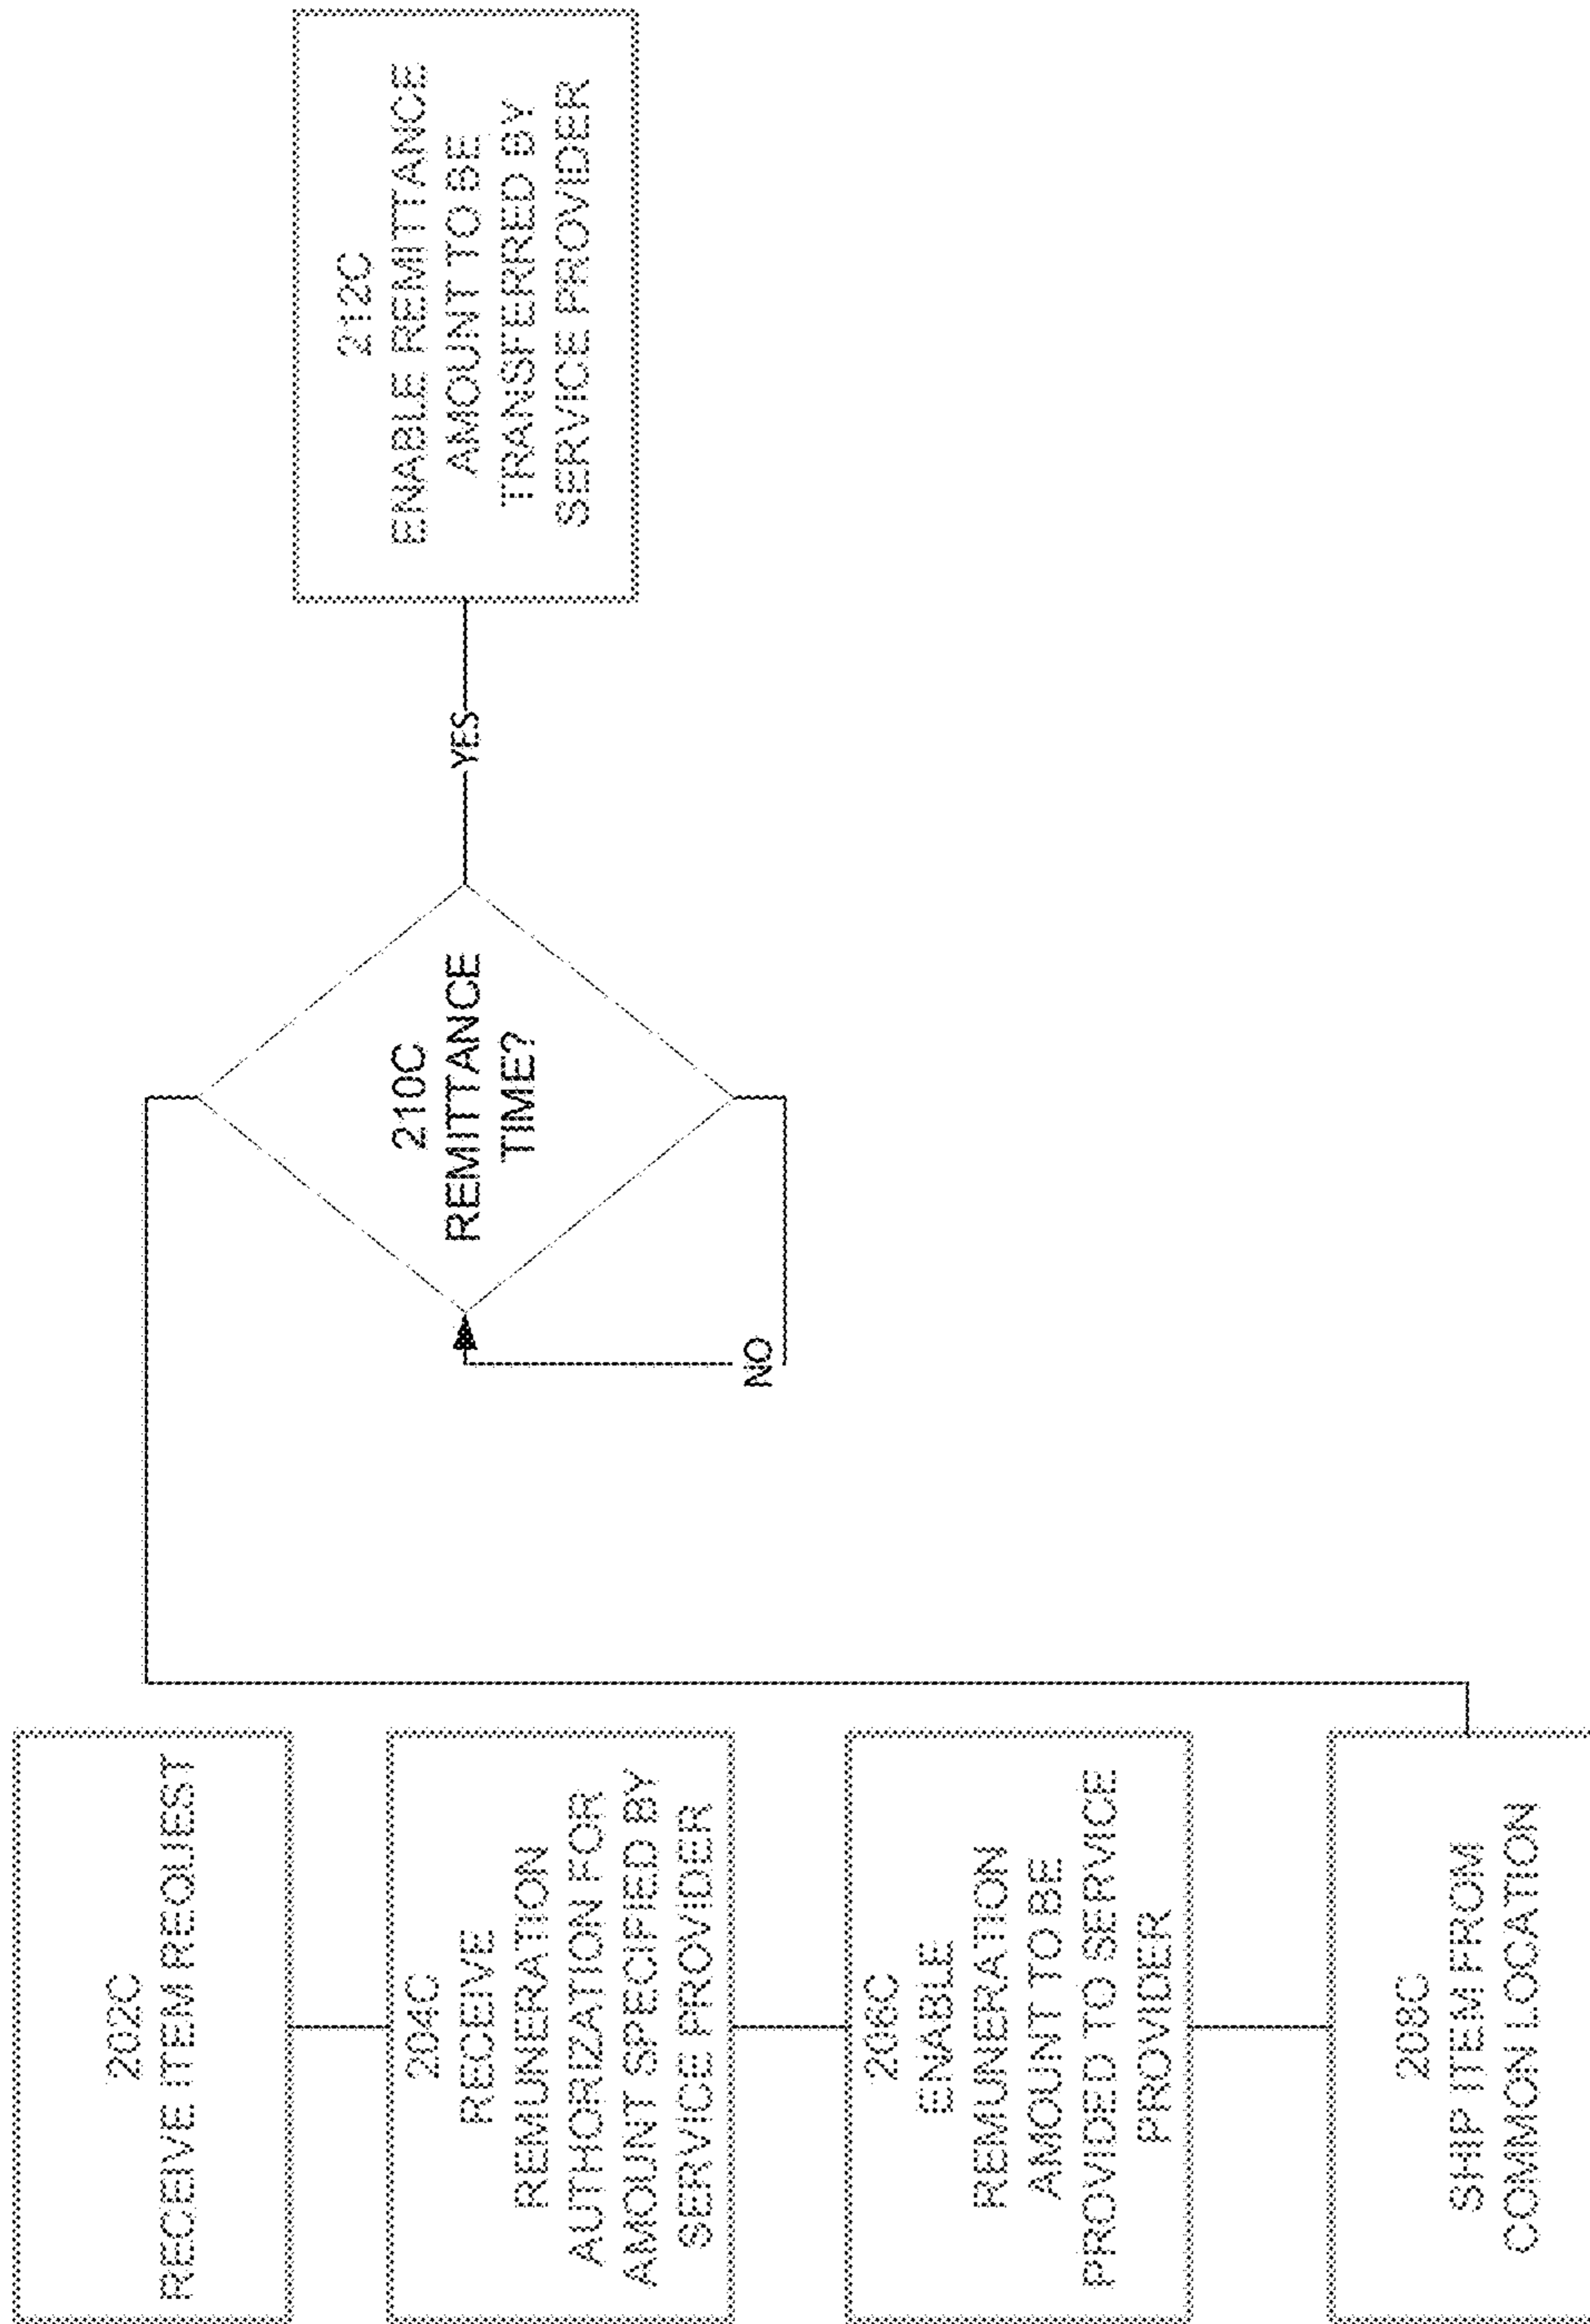 202C
RECEIVE ITEM REQUEST
204C
RECEIVE
REMUNERATION
AUTHORIZATION FOR
AMOUNT SPECIFIED BY
SERVICE PROVIDER
206C
ENABLE
REMUNERATION
AMOUNT TO BE
PROVIDED TO SERVICE
PROVIDER
208C
SHIP ITEM FROM
COMMON LOCATION
210C
REMITTANCE
TIME?
NO
YES
212C
ENABLE REMITTANCE
AMOUNT TO BE
TRANSFERRED BY
SERVICE PROVIDER